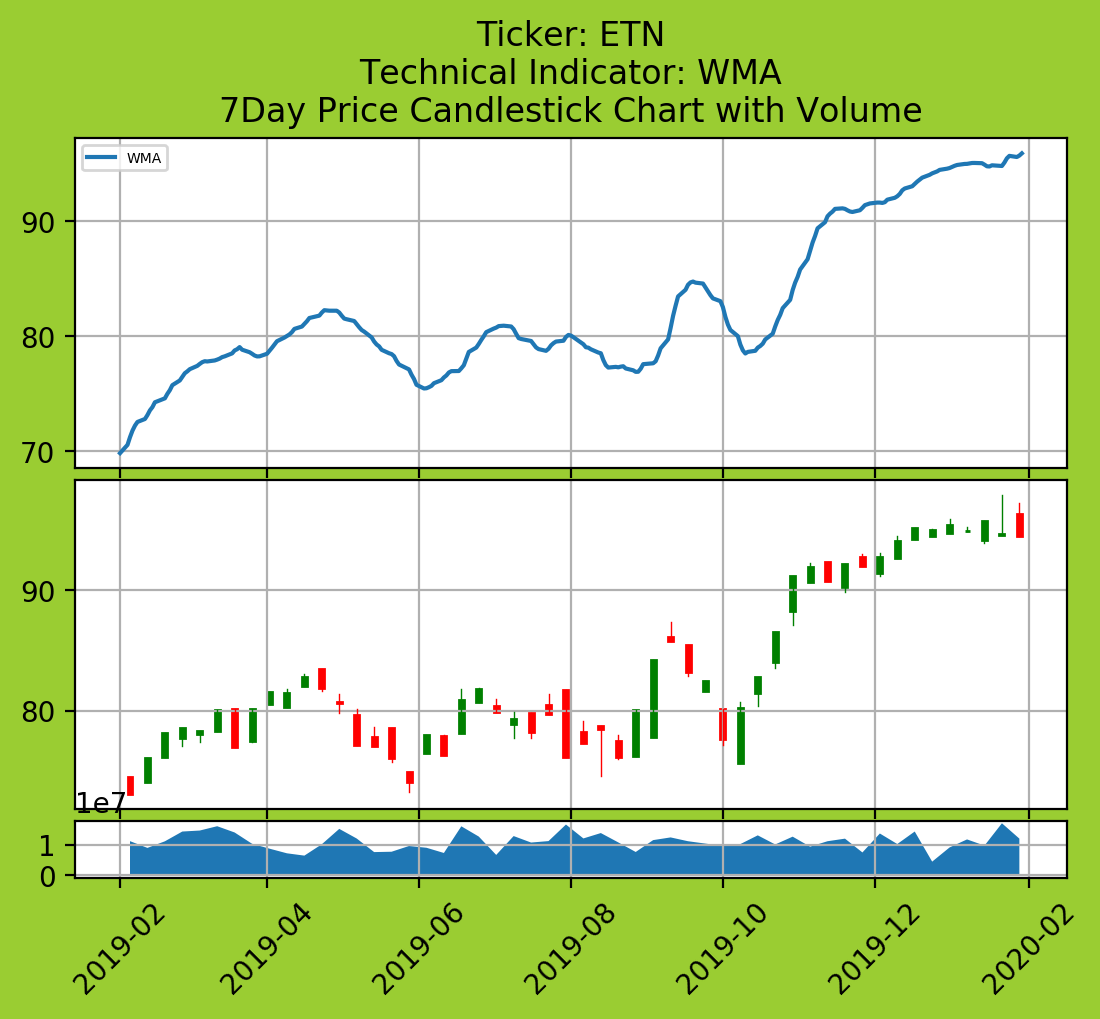 Ticker: ETN
Technical Indicator: WMA
7Day Price Candlestick Chart with Volume
WMA
90
80
70
90
80
1e7
1
0
2019-02
2019-04
2019-06
2019-08
2019-10
2019-12
2020-02